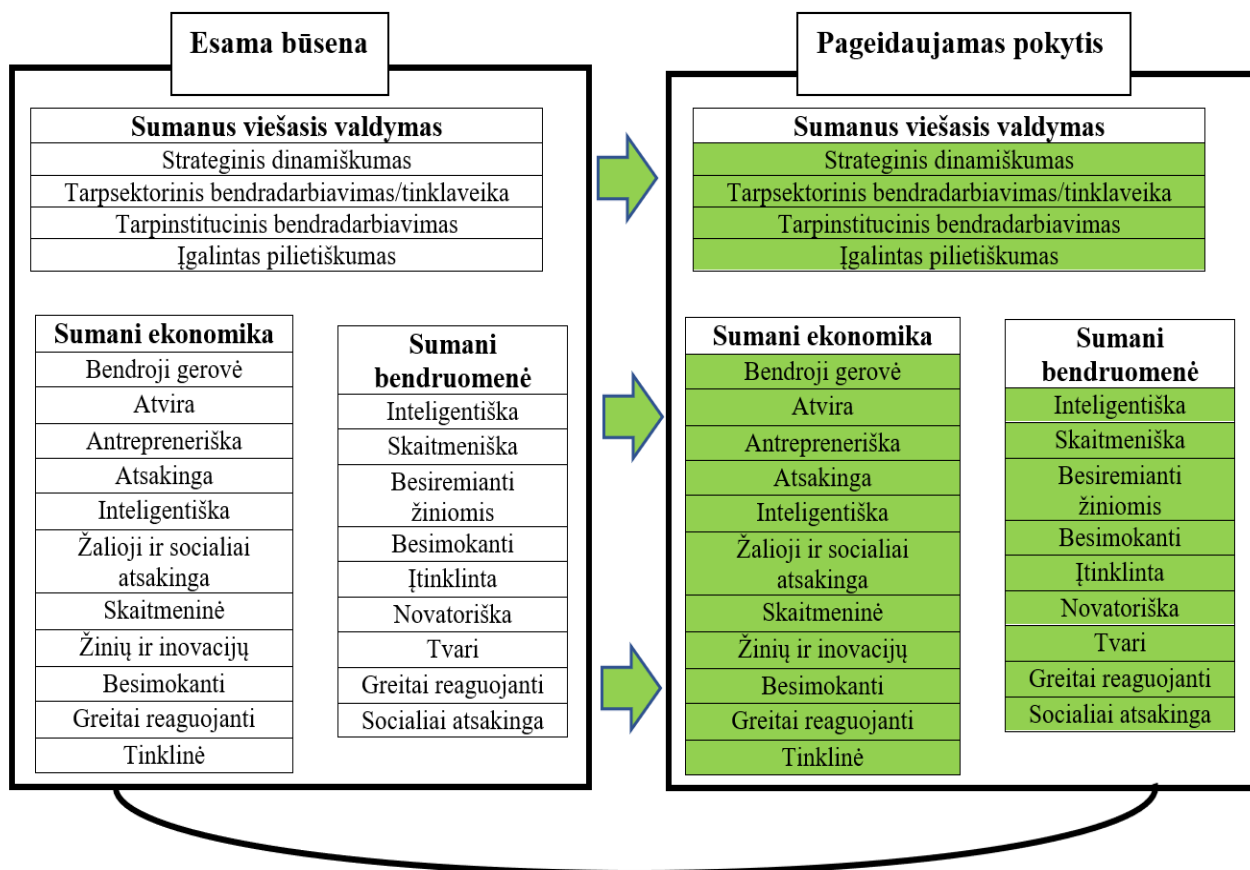 Esama būsena
Sumanus viešasis valdymas
Strateginis dinamiškumas
Tarpsektorinis bendradarbiavimas/tinklaveika
Tarpinstitucinis bendradarbiavimas
Įgalintas pilietiškumas
Sumani ekonomika
Bendroji gerovė
Atvira
Antrepreneriška
Atsakinga
Inteligentiška
Žalioji ir socialiai
atsakinga
Skaitmeninė
Žinių ir inovacijų
Besimokanti
Greitai reaguojanti
Tinklinė
Sumani
bendruomenė
Inteligentiška
Skaitmeniška
Besiremianti
žiniomis
Besimokanti
Įtinklinta
Novatoriška
Tvari
Greitai reaguojanti
Socialiai atsakinga
Pageidaujamas pokytis
Sumanus viešasis valdymas
Strateginis dinamiškumas
Tarpsektorinis bendradarbiavimas/tinklaveika
Tarpinstitucinis bendradarbiavimas
Įgalintas pilietiškumas
Sumani ekonomika
Bendroji gerovė
Atvira
Antrepreneriška
Atsakinga
Inteligentiška
Žalioji ir socialiai
atsakinga
Skaitmeninė
Žinių ir inovacijų
Besimokanti
Greitai reaguojanti
Tinklinė
Sumani
bendruomenė
Inteligentiška
Skaitmeniška
Besiremianti
žiniomis
Besimokanti
Įtinklinta
Novatoriška
Tvari
Greitai reaguojanti
Socialiai atsakinga